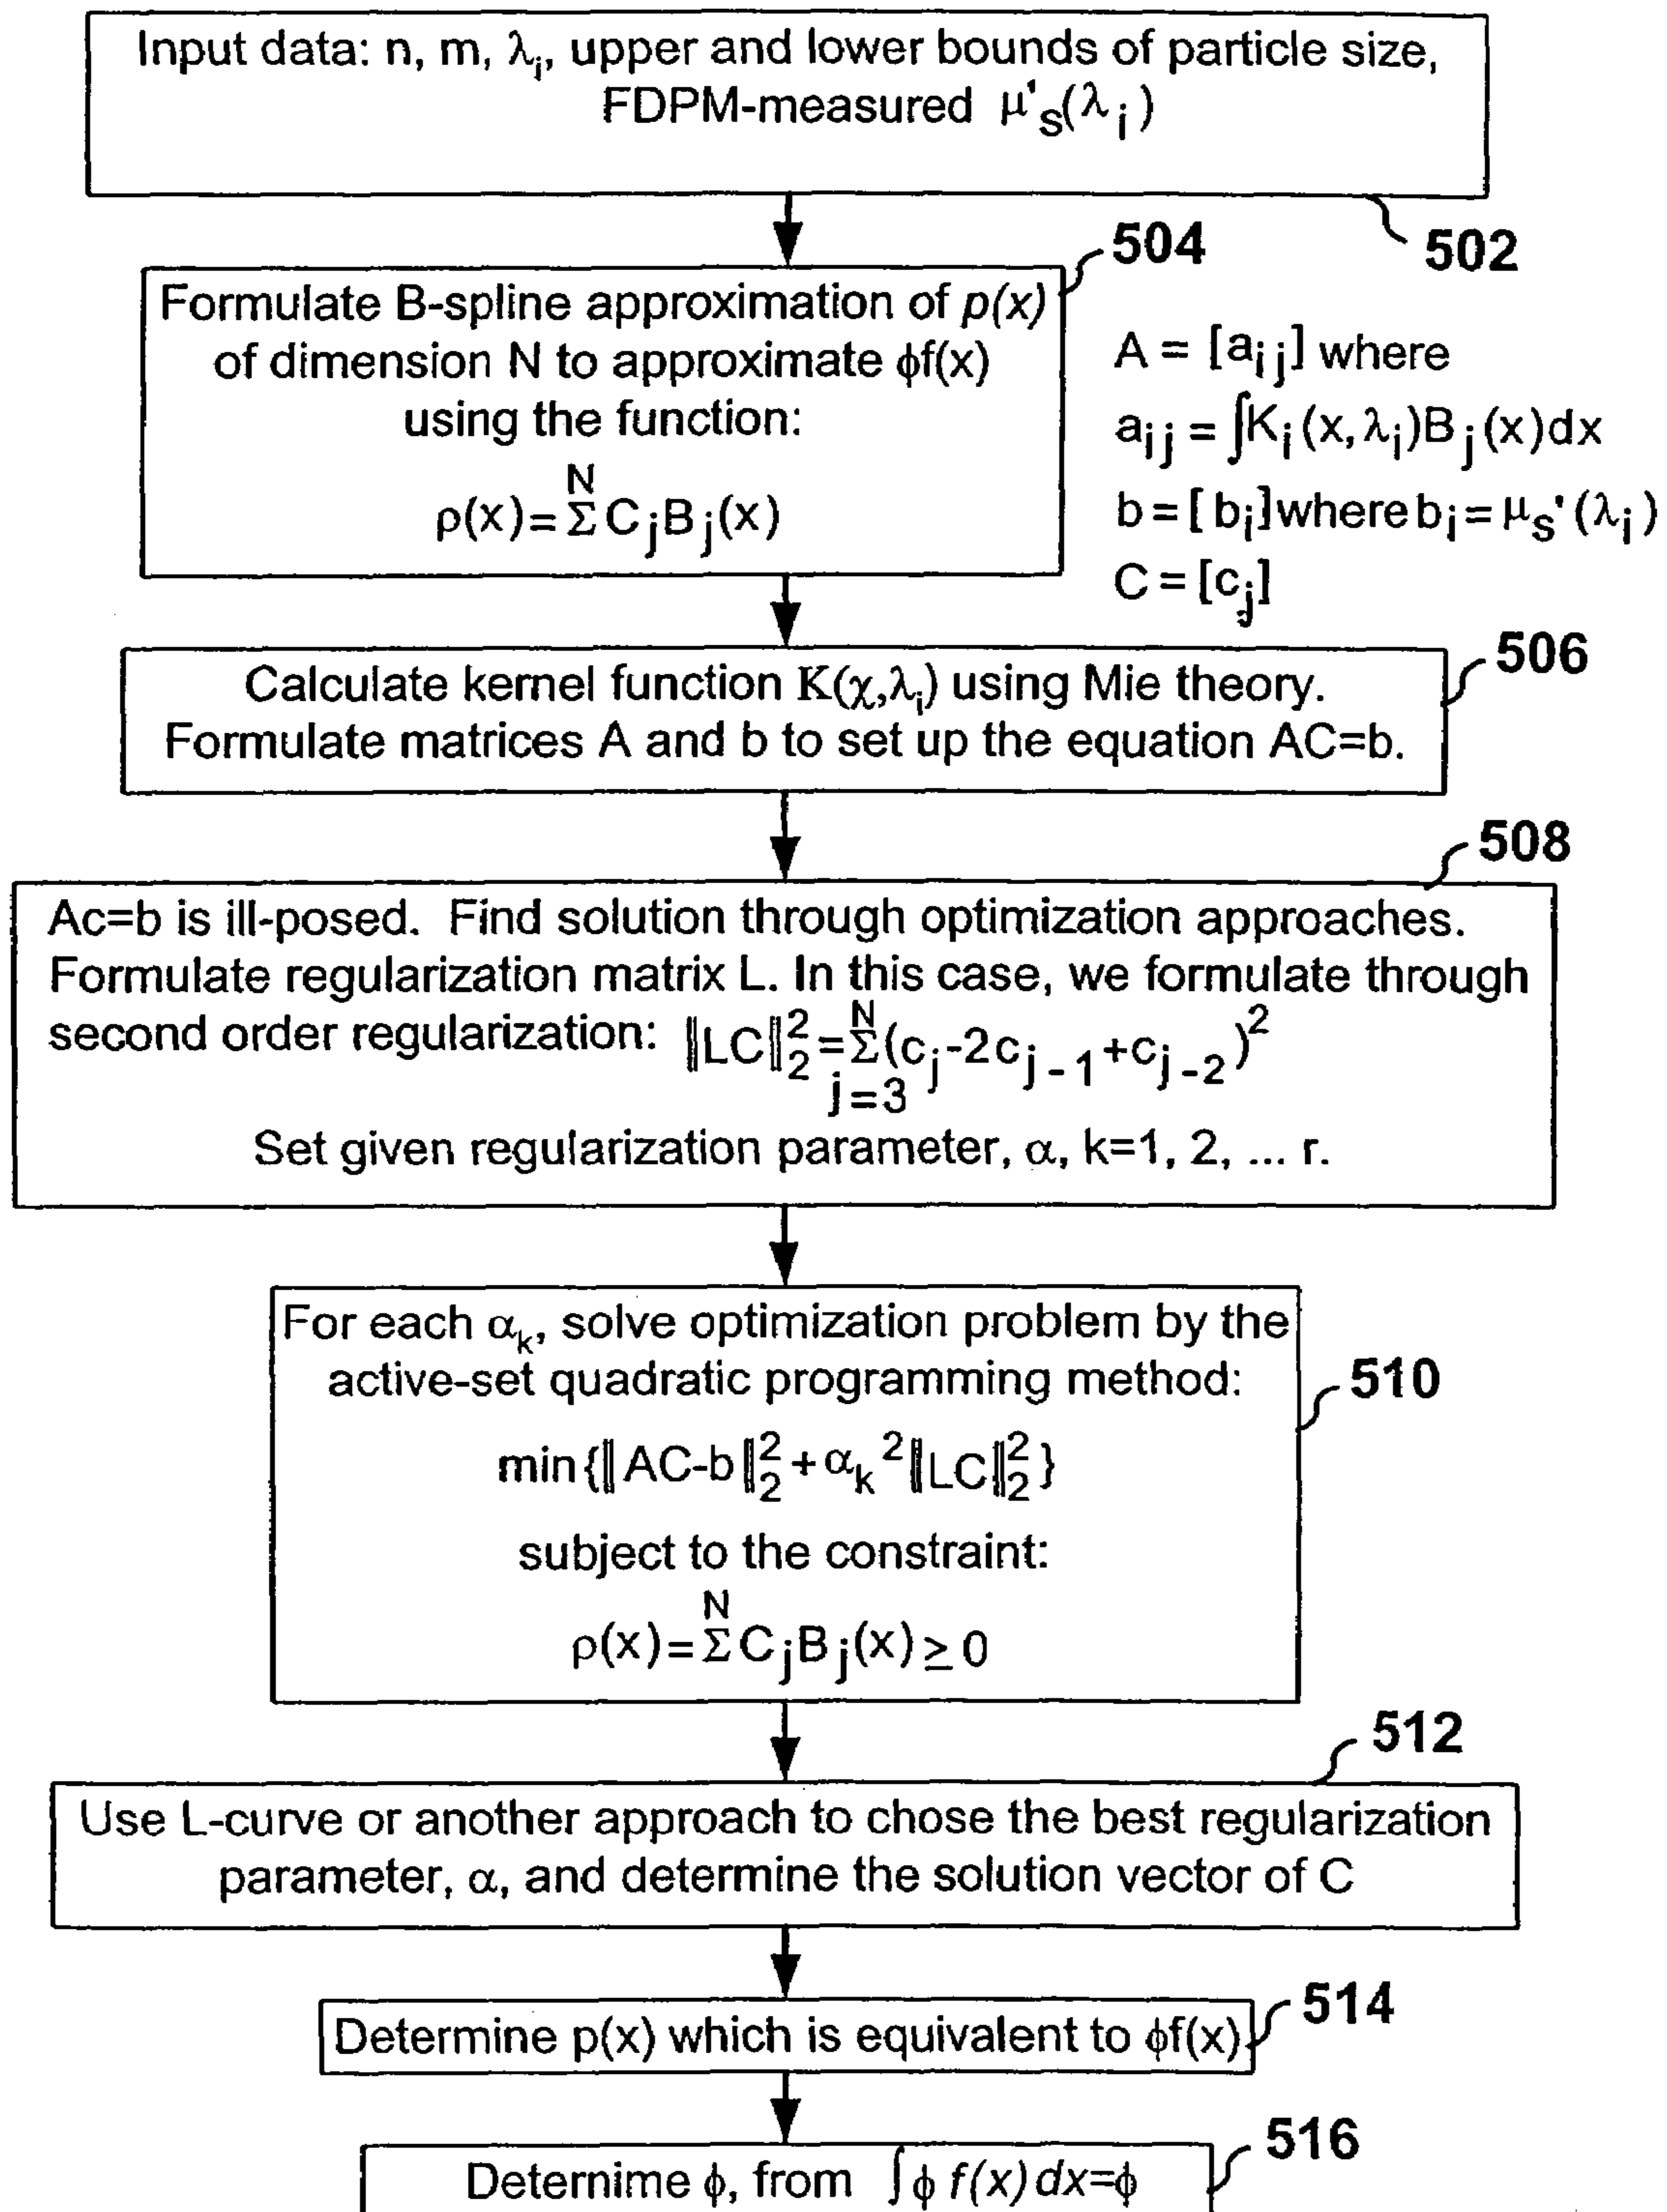 Input data: n, m, λᵢ, upper and lower bounds of particle size,
FDPM-measured μ'ₛ(λᵢ)
502
504
Formulate B-spline approximation of p(x)
of dimension N to approximate ϕf(x)
using the function:
N
ρ(x)=Σ CⱼBⱼ(x)
A = [aᵢⱼ] where
aᵢⱼ = ∫Kᵢ(x,λᵢ)Bⱼ(x)dx
b = [bᵢ] where bᵢ = μₛ'(λᵢ)
C = [cⱼ]
506
Calculate kernel function K(χ,λᵢ) using Mie theory.
Formulate matrices A and b to set up the equation AC=b.
508
Ac=b is ill-posed. Find solution through optimization approaches.
Formulate regularization matrix L. In this case, we formulate through
N
second order regularization: ‖LC‖₂²=Σ(cⱼ-2cⱼ₋₁+cⱼ₋₂)²
j=3
Set given regularization parameter, α, k=1, 2, ... r.
For each αₖ, solve optimization problem by the
active-set quadratic programming method:
510
min{‖AC-b‖₂²+αₖ²‖LC‖₂²}
subject to the constraint:
N
ρ(x)=Σ CⱼBⱼ(x) ≥ 0
512
Use L-curve or another approach to chose the best regularization
parameter, α, and determine the solution vector of C
514
Determine p(x) which is equivalent to ϕf(x)
516
Deternime ϕ, from ∫ϕ f(x) dx=ϕ